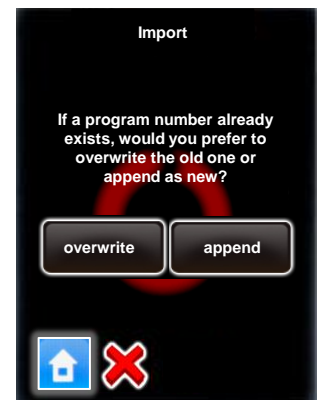 Import
If a program number already
exists, would you prefer to
overwrite the old one or
append as new?
overwrite append